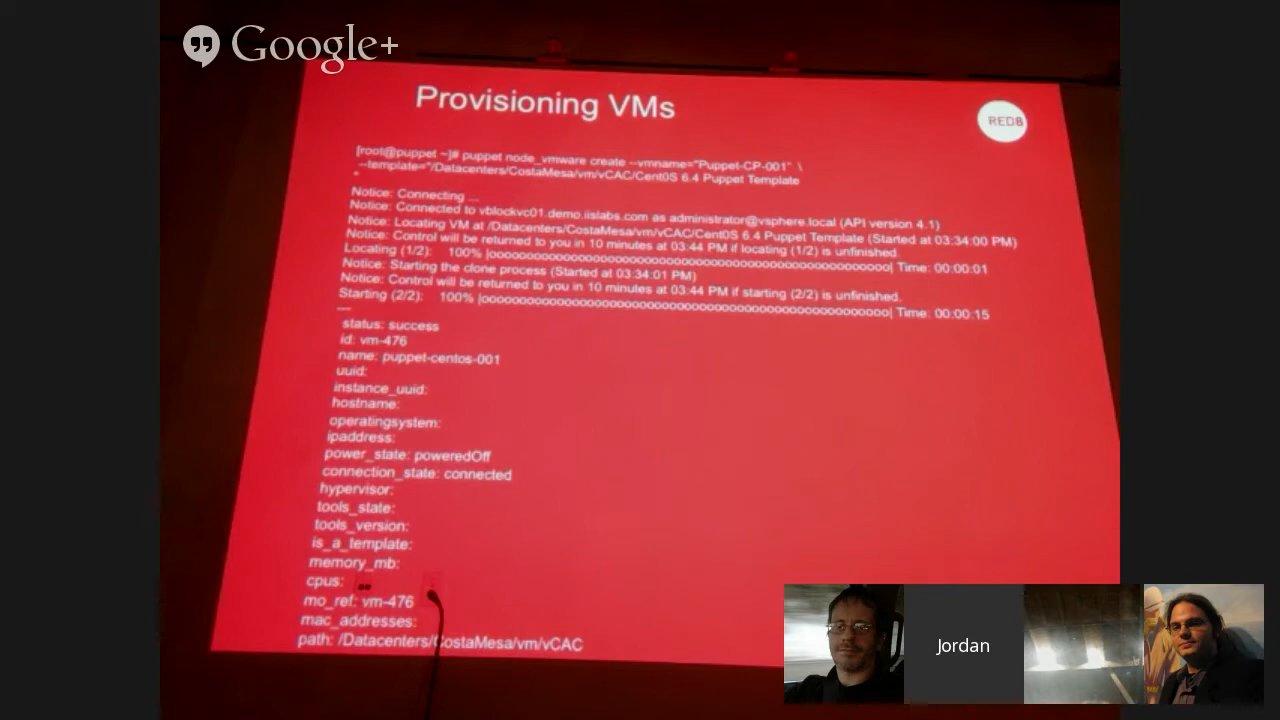 Google+
Provisioning VMs
RED8
[root@puppet ~]# puppet node_vmware create --vmname="Puppet-CP-001" \
--template="/Datacenters/CostaMesa/vm/vCAC/CentOS 6.4 Puppet Template
"
Notice: Connecting ...
Notice: Connected to vblockvc01.demo.iislabs.com as administrator@vsphere.local (API version 4.1)
Notice: Locating VM at /Datacenters/CostaMesa/vm/vCAC/CentOS 6.4 Puppet Template (Started at 03:34:00 PM)
Notice: Control will be returned to you in 10 minutes at 03:44 PM if locating (1/2) is unfinished.
Locating (1/2): 100% |oooooooooooooooooooooooooooooooooooooooooooooooooooooooooo| Time: 00:00:01
Notice: Starting the clone process (Started at 03:34:01 PM)
Notice: Control will be returned to you in 10 minutes at 03:44 PM if starting (2/2) is unfinished.
Starting (2/2): 100% |oooooooooooooooooooooooooooooooooooooooooooooooooooooooooo| Time: 00:00:15
---
status: success
id: vm-476
name: puppet-centos-001
uuid:
instance_uuid:
hostname:
operatingsystem:
ipaddress:
power_state: poweredOff
connection_state: connected
hypervisor:
tools_state:
tools_version:
is_a_template:
memory_mb:
cpus:
mo_ref: vm-476
mac_addresses:
path: /Datacenters/CostaMesa/vm/vCAC
Jordan